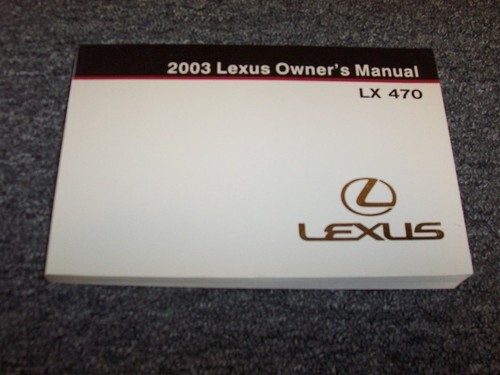 2003 Lexus Owner's Manual
LX 470
LEXUS